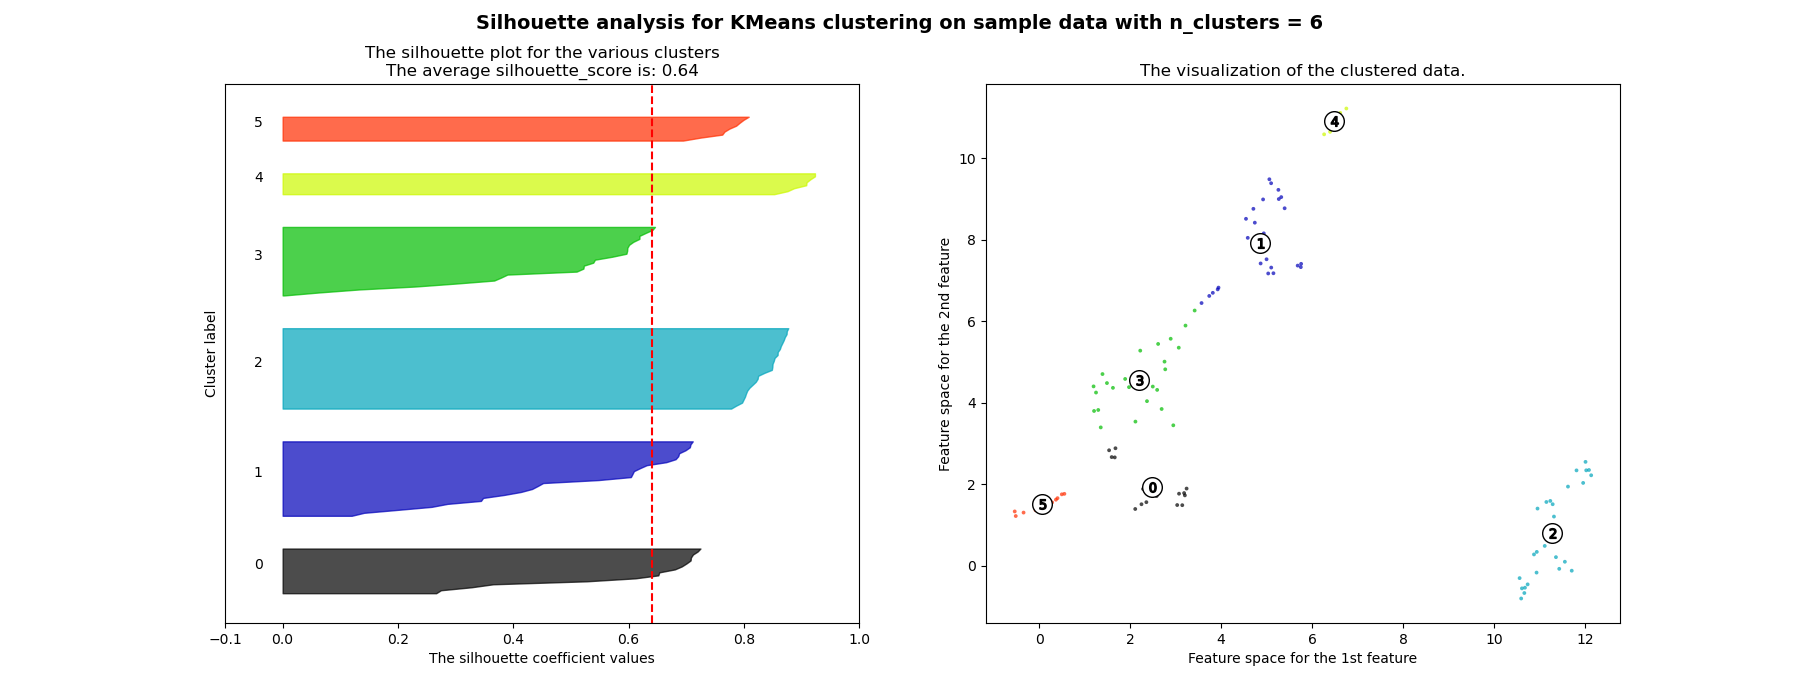 Silhouette analysis for KMeans clustering on sample data with n_clusters = 6
The silhouette plot for the various clusters
The average silhouette_score is: 0.64
5
4
3
2
1
0
Cluster label
−0.1 0.0 0.2 0.4 0.6 0.8 1.0
The silhouette coefficient values
The visualization of the clustered data.
10
8
6
4
2
0
Feature space for the 2nd feature
4
1
3
0
5
2
0 2 4 6 8 10 12
Feature space for the 1st feature